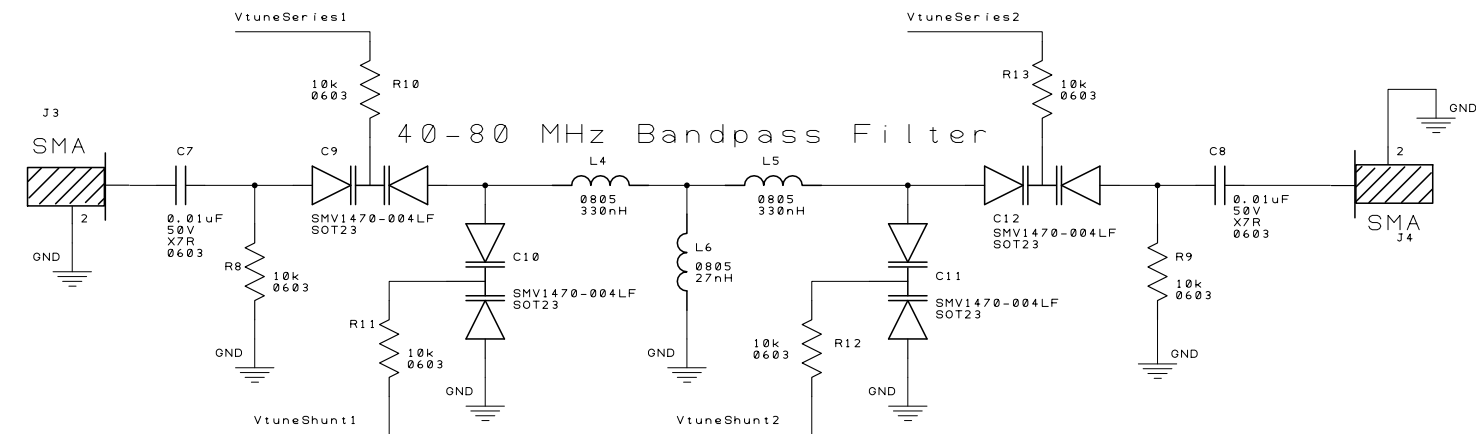 VtuneSeries1
VtuneSeries2
10k
0603
R10
R13
10k
0603
J3
SMA
40-80 MHz Bandpass Filter
GND
C7
C9
L4
L5
C8
2
2
0.01uF
50V
X7R
0603
SMV1470-004LF
SOT23
0805
330nH
0805
330nH
C12
SMV1470-004LF
SOT23
0.01uF
50V
X7R
0603
SMA
J4
GND
R8
10k
0603
C10
SMV1470-004LF
SOT23
L6
0805
27nH
C11
SMV1470-004LF
SOT23
R9
10k
0603
R11
10k
0603
10k
0603
R12
GND
GND
GND
GND
GND
GND
VtuneShunt1
VtuneShunt2